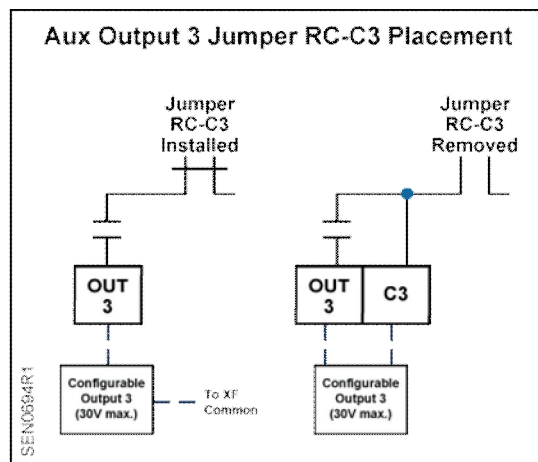 Aux Output 3 Jumper RC-C3 Placement
Jumper
RC-C3
Installed
Jumper
RC-C3
Removed
OUT
3
OUT
3
C3
Configurable
Output 3
(30V max.)
To XF
Common
Configurable
Output 3
(30V max.)
SEN0694R1